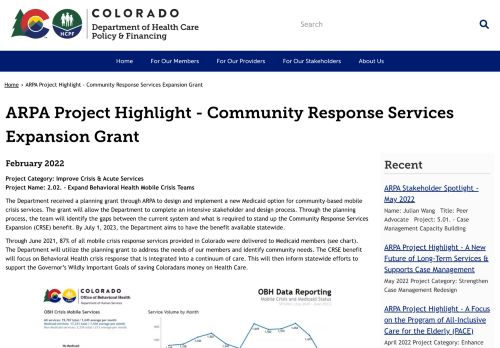 COLORADO
Department of Health Care
Policy & Financing
HCPF
Search
Home
For Our Members
For Our Providers
For Our Stakeholders
About Us
Home › ARPA Project Highlight - Community Response Services Expansion Grant
ARPA Project Highlight - Community Response Services
Expansion Grant
February 2022
Project Category: Improve Crisis & Acute Services
Project Name: 2.02. - Expand Behavioral Health Mobile Crisis Teams
The Department received a planning grant through ARPA to design and implement a new Medicaid option for community-based mobile
crisis services. The grant will allow the Department to complete an intensive stakeholder and design process. Through the planning
process, the team will identify the gaps between the current system and what is required to stand up the Community Responses Services
Expansion (CRSE) benefit. By July 1, 2023, the Department aims to have the benefit available statewide.
Through June 2021, 87% of all mobile crisis response services provided in Colorado were delivered to Medicaid members (see chart).
The Department will utilize the planning grant to address the needs of our members and identify community needs. The CRSE benefit
will focus on Behavioral Health crisis response that is integrated into a continuum of care. This will then inform statewide efforts to
support the Governor's Wildly Important Goals of saving Coloradans money on Health Care.
COLORADO
Office of Behavioral Health
Department of Human Services
OBH Data Reporting
Mobile Crisis and Medicaid Status
OBH Crisis Mobile Services
Service Volume by Month
% Medicaid
Recent
ARPA Stakeholder Spotlight -
May 2022
Name: Julian Wang Title: Peer
Advocate Project: 5.01. - Case
Management Capacity Building
ARPA Project Highlight - A New
Future of Long-Term Services &
Supports Case Management
May 2022 Project Category: Strengthen
Case Management Redesign
ARPA Project Highlight - A Focus
on the Program of All-Inclusive
Care for the Elderly (PACE)
April 2022 Project Category: Enhance